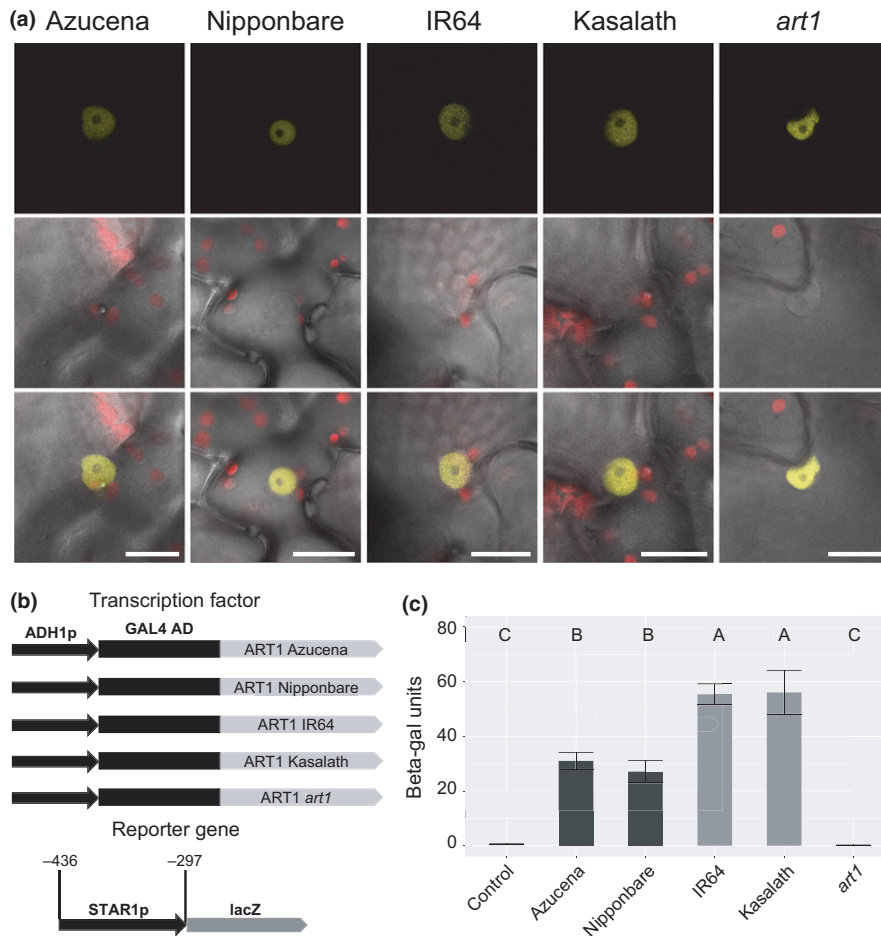 (a) Azucena Nipponbare IR64 Kasalath art1
(b) Transcription factor
ADH1p GAL4 AD
ART1 Azucena
ART1 Nipponbare
ART1 IR64
ART1 Kasalath
ART1 art1
Reporter gene
–436 –297
STAR1p lacZ
(c)
80
60
40
20
0
Beta-gal units
C B B A A C
Control Azucena Nipponbare IR64 Kasalath art1